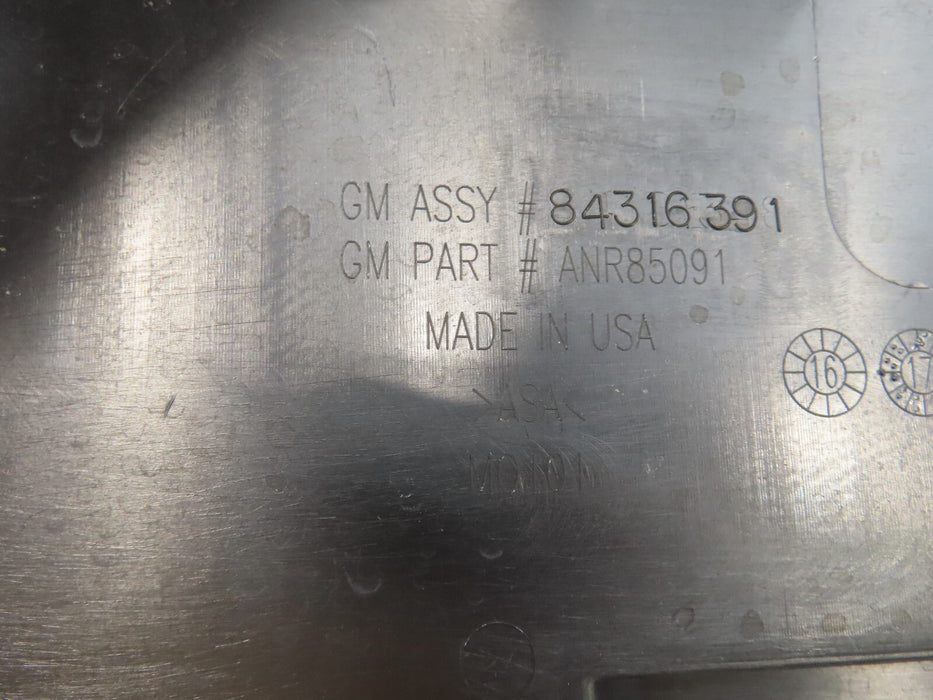 GM ASSY # 84316391
GM PART # ANR85091
MADE IN USA
>ASA<
16
17